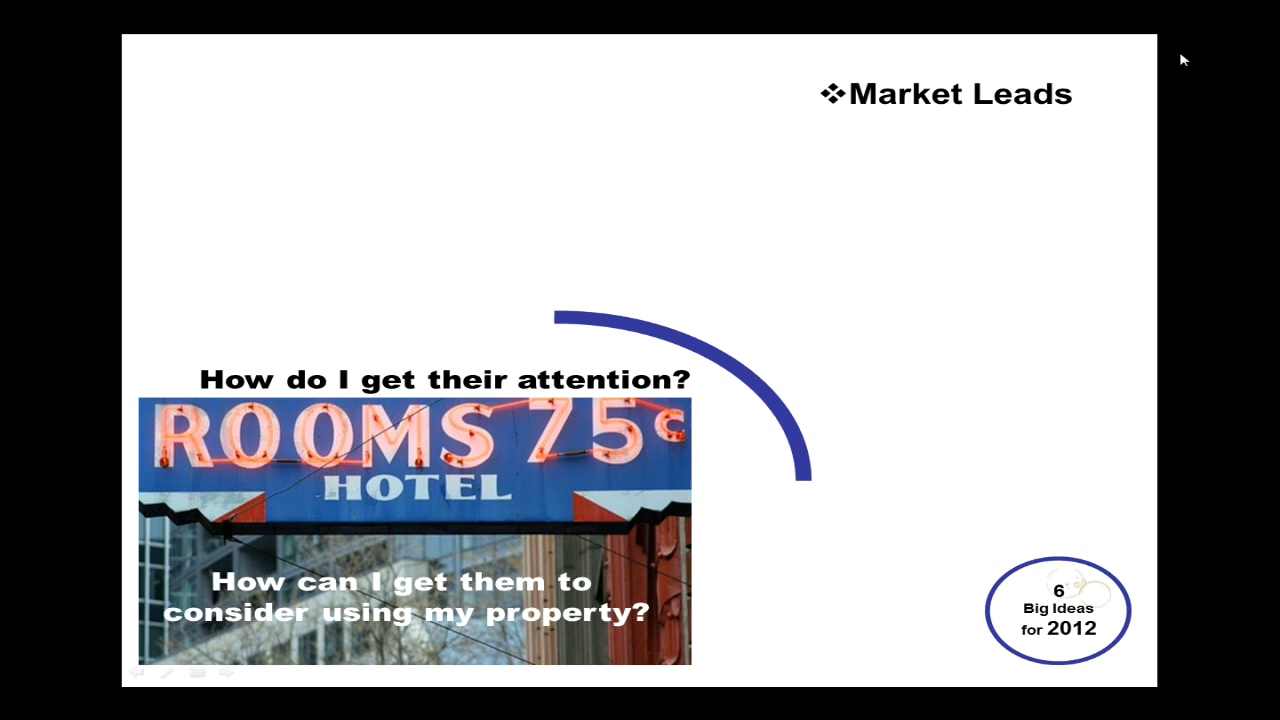 ❖Market Leads
How do I get their attention?
ROOMS 75c
HOTEL
How can I get them to
consider using my property?
6
Big Ideas
for 2012